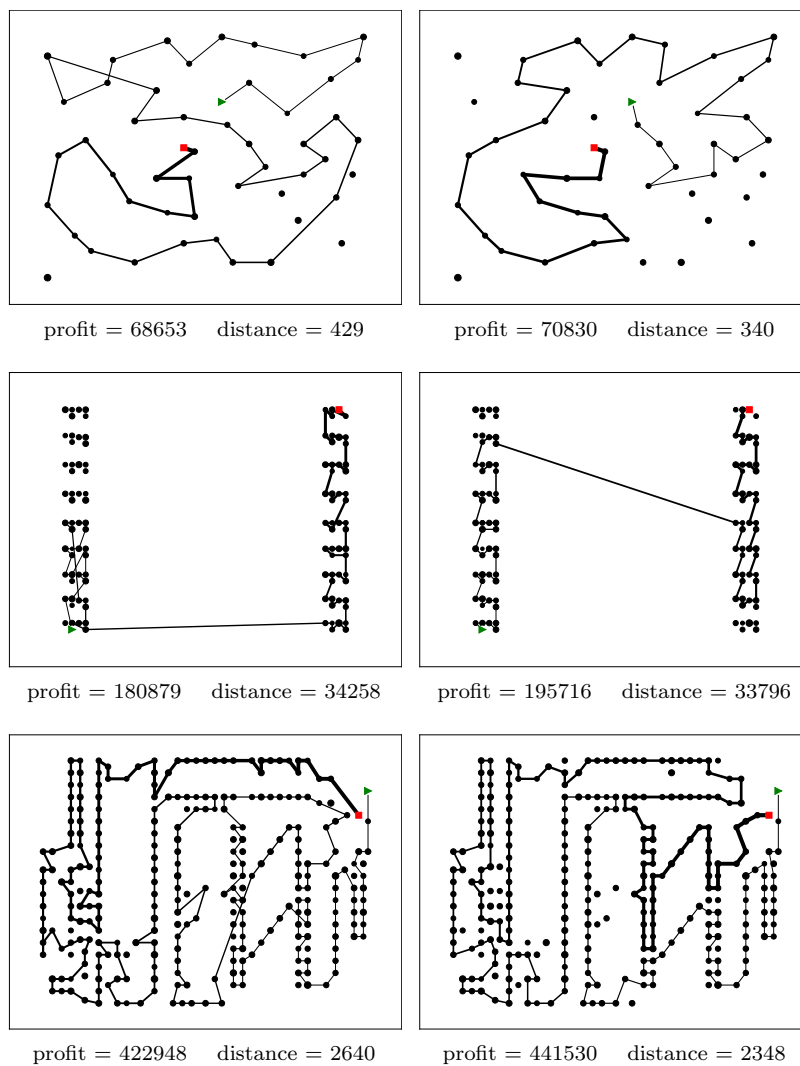 profit = 68653 distance = 429
profit = 70830 distance = 340
profit = 180879 distance = 34258
profit = 195716 distance = 33796
profit = 422948 distance = 2640
profit = 441530 distance = 2348